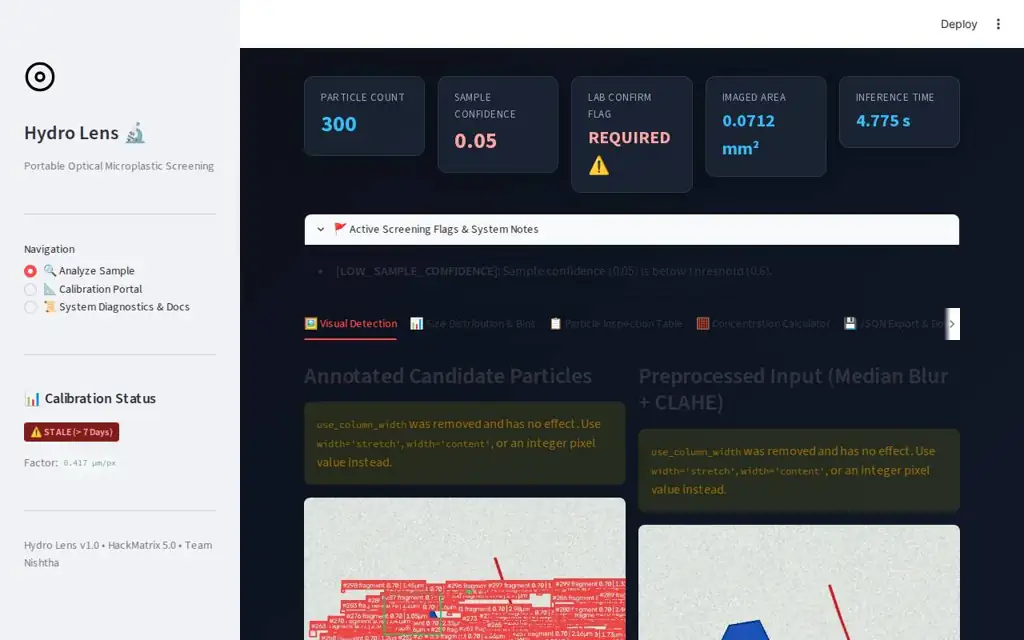 Deploy
Hydro Lens
Portable Optical Microplastic Screening
Navigation
Analyze Sample
Calibration Portal
System Diagnostics & Docs
Calibration Status
STALE (> 7 Days)
Factor: 0.417 µm/px
Hydro Lens v1.0 • HackMatrix 5.0 • Team
Nishtha
PARTICLE COUNT
300
SAMPLE
CONFIDENCE
0.05
LAB CONFIRM
FLAG
REQUIRED
IMAGED AREA
0.0712
mm²
INFERENCE TIME
4.775 s
Active Screening Flags & System Notes
[LOW_SAMPLE_CONFIDENCE]: Sample confidence (0.05) is below threshold (0.6).
Visual Detection
Size Distribution & Bins
Particle Inspection Table
Concentration Calculator
JSON Export &
Annotated Candidate Particles
use_column_width was removed and has no effect. Use
width='stretch', width='content', or an integer pixel
value instead.
Preprocessed Input (Median Blur
+ CLAHE)
use_column_width was removed and has no effect. Use
width='stretch', width='content', or an integer pixel
value instead.